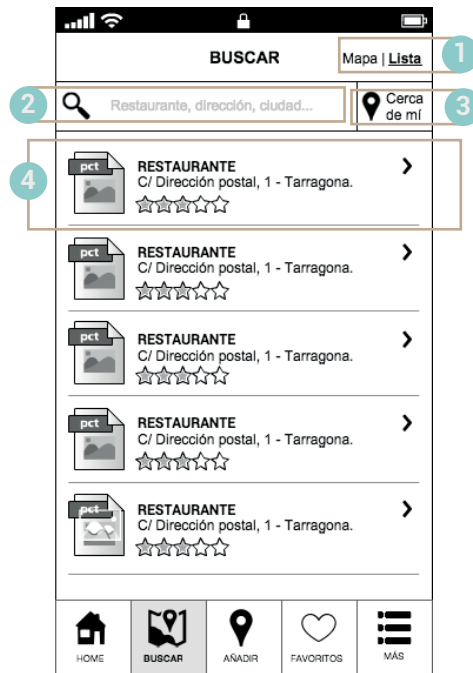 BUSCAR
Mapa | Lista
1
2
Restaurante, dirección, ciudad...
Cerca
de mí
3
4
pct
RESTAURANTE
C/ Dirección postal, 1 - Tarragona.
pct
RESTAURANTE
C/ Dirección postal, 1 - Tarragona.
pct
RESTAURANTE
C/ Dirección postal, 1 - Tarragona.
pct
RESTAURANTE
C/ Dirección postal, 1 - Tarragona.
pct
RESTAURANTE
C/ Dirección postal, 1 - Tarragona.
HOME
BUSCAR
AÑADIR
FAVORITOS
MÁS